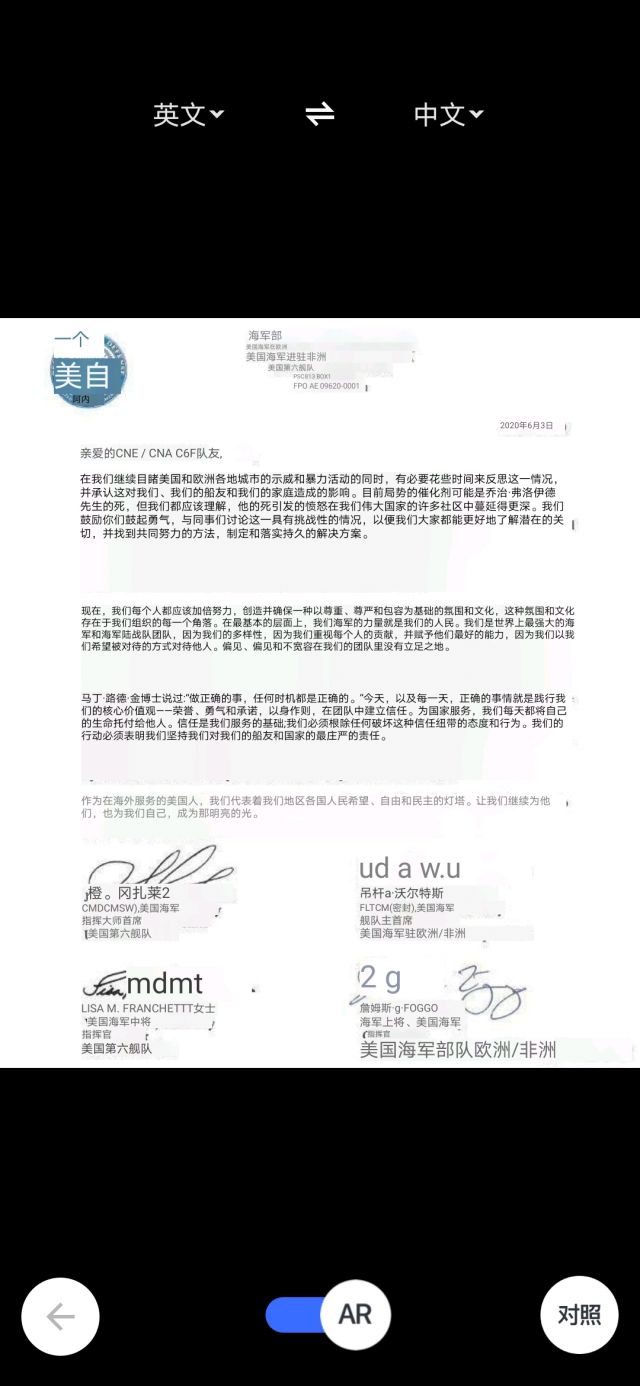 英文
中文
一个
美自
阿内
海军部
美国海军在欧洲
美国海军进驻非洲
美国第六舰队
PSC813 BOX1
FPO AE 09620-0001
2020年6月3日
亲爱的CNE / CNA C6F队友,
在我们继续目睹美国和欧洲各地城市的示威和暴力活动的同时，有必要花些时间来反思这一情况，
并承认这对我们、我们的船友和我们的家庭造成的影响。目前局势的催化剂可能是乔治·弗洛伊德
先生的死，但我们都应该理解，他的死引发的愤怒在我们伟大国家的许多社区中蔓延得更深。我们
鼓励你们鼓起勇气，与同事们讨论这一具有挑战性的情况，以便我们大家都能更好地了解潜在的关
切，并找到共同努力的方法，制定和落实持久的解决方案。
现在，我们每个人都应该加倍努力，创造并确保一种以尊重、尊严和包容为基础的氛围和文化，这种氛围和文化
存在于我们组织的每一个角落。在最基本的层面上，我们海军的力量就是我们的人民。我们是世界上最强大的海
军和海军陆战队团队，因为我们的多样性，因为我们重视每个人的贡献，并赋予他们最好的能力，因为我们以我
们希望被对待的方式对待他人。偏见、偏见和不宽容在我们的团队里没有立足之地。
马丁·路德·金博士说过:“做正确的事，任何时机都是正确的。”今天，以及每一天，正确的事情就是践行我
们的核心价值观——荣誉、勇气和承诺，以身作则，在团队中建立信任。为国家服务，我们每天都将自己
的生命托付给他人。信任是我们服务的基础;我们必须根除任何破坏这种信任纽带的态度和行为。我们的
行动必须表明我们坚持我们对我们的船友和国家的最庄严的责任。
作为在海外服务的美国人，我们代表着我们地区各国人民希望、自由和民主的灯塔。让我们继续为他
们，也为我们自己，成为那明亮的光。
橙。冈扎莱2
CMDCMSW),美国海军
指挥大师首席
美国第六舰队
ud a w.u
吊杆a·沃尔特斯
FLTCM(密封),美国海军
舰队主首席
美国海军驻欧洲/非洲
mdmt
LISA M. FRANCHETTT女士
美国海军中将
指挥官
美国第六舰队
2 g
詹姆斯·g·FOGGO
海军上将、美国海军
指挥官
美国海军部队欧洲/非洲
AR
对照